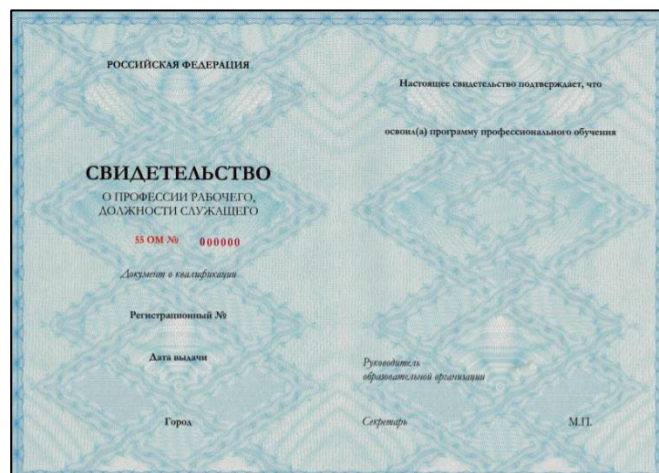 РОССИЙСКАЯ ФЕДЕРАЦИЯ
СВИДЕТЕЛЬСТВО
О ПРОФЕССИИ РАБОЧЕГО,
ДОЛЖНОСТИ СЛУЖАЩЕГО
55 ОМ № 000000
Документ о квалификации
Регистрационный №
Дата выдачи
Город
Настоящее свидетельство подтверждает, что
освоил(а) программу профессионального обучения
Руководитель
образовательной организации
Секретарь М.П.